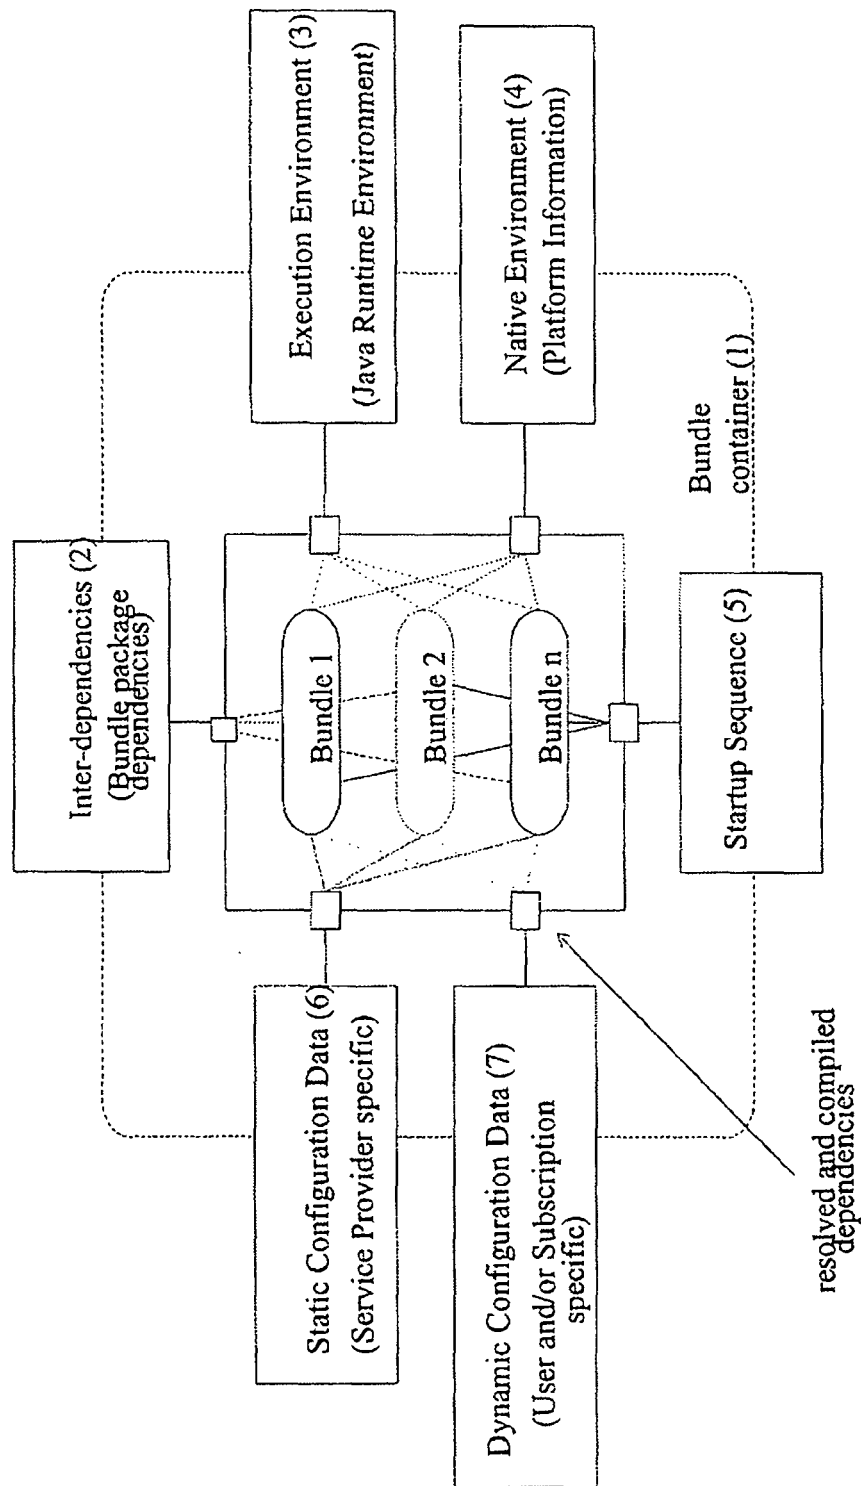 Inter-dependencies (2)
(Bundle package
dependencies)
Execution Environment (3)
(Java Runtime Environment)
Native Environment (4)
(Platform Information)
Bundle
container (1)
Startup Sequence (5)
Bundle 1
Bundle 2
Bundle n
Static Configuration Data (6)
(Service Provider specific)
Dynamic Configuration Data (7)
(User and/or Subscription
specific)
resolved and compiled
dependencies